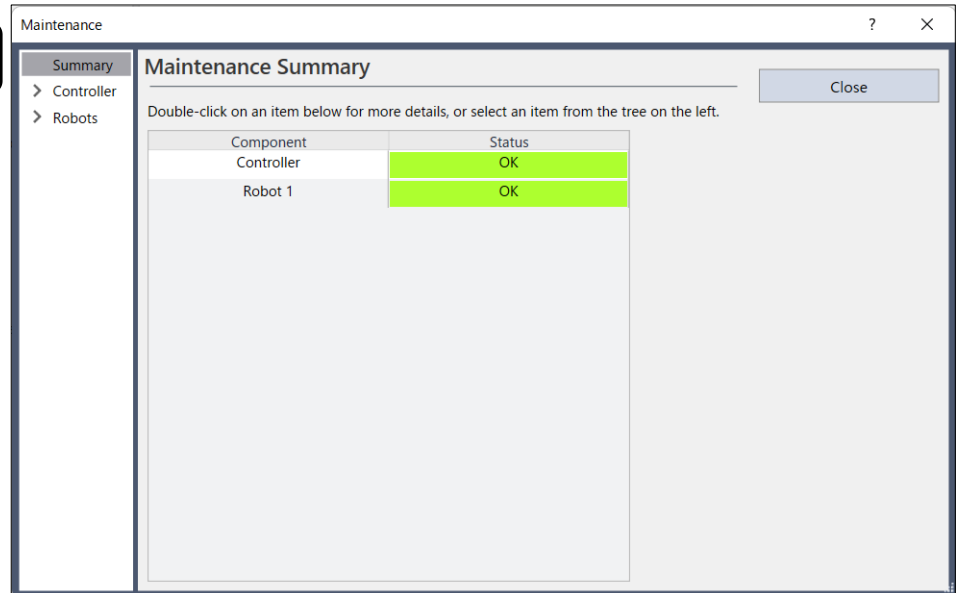 Maintenance
?
Summary
Controller
Robots
Maintenance Summary
Close
Double-click on an item below for more details, or select an item from the tree on the left.
Component Status
Controller OK
Robot 1 OK